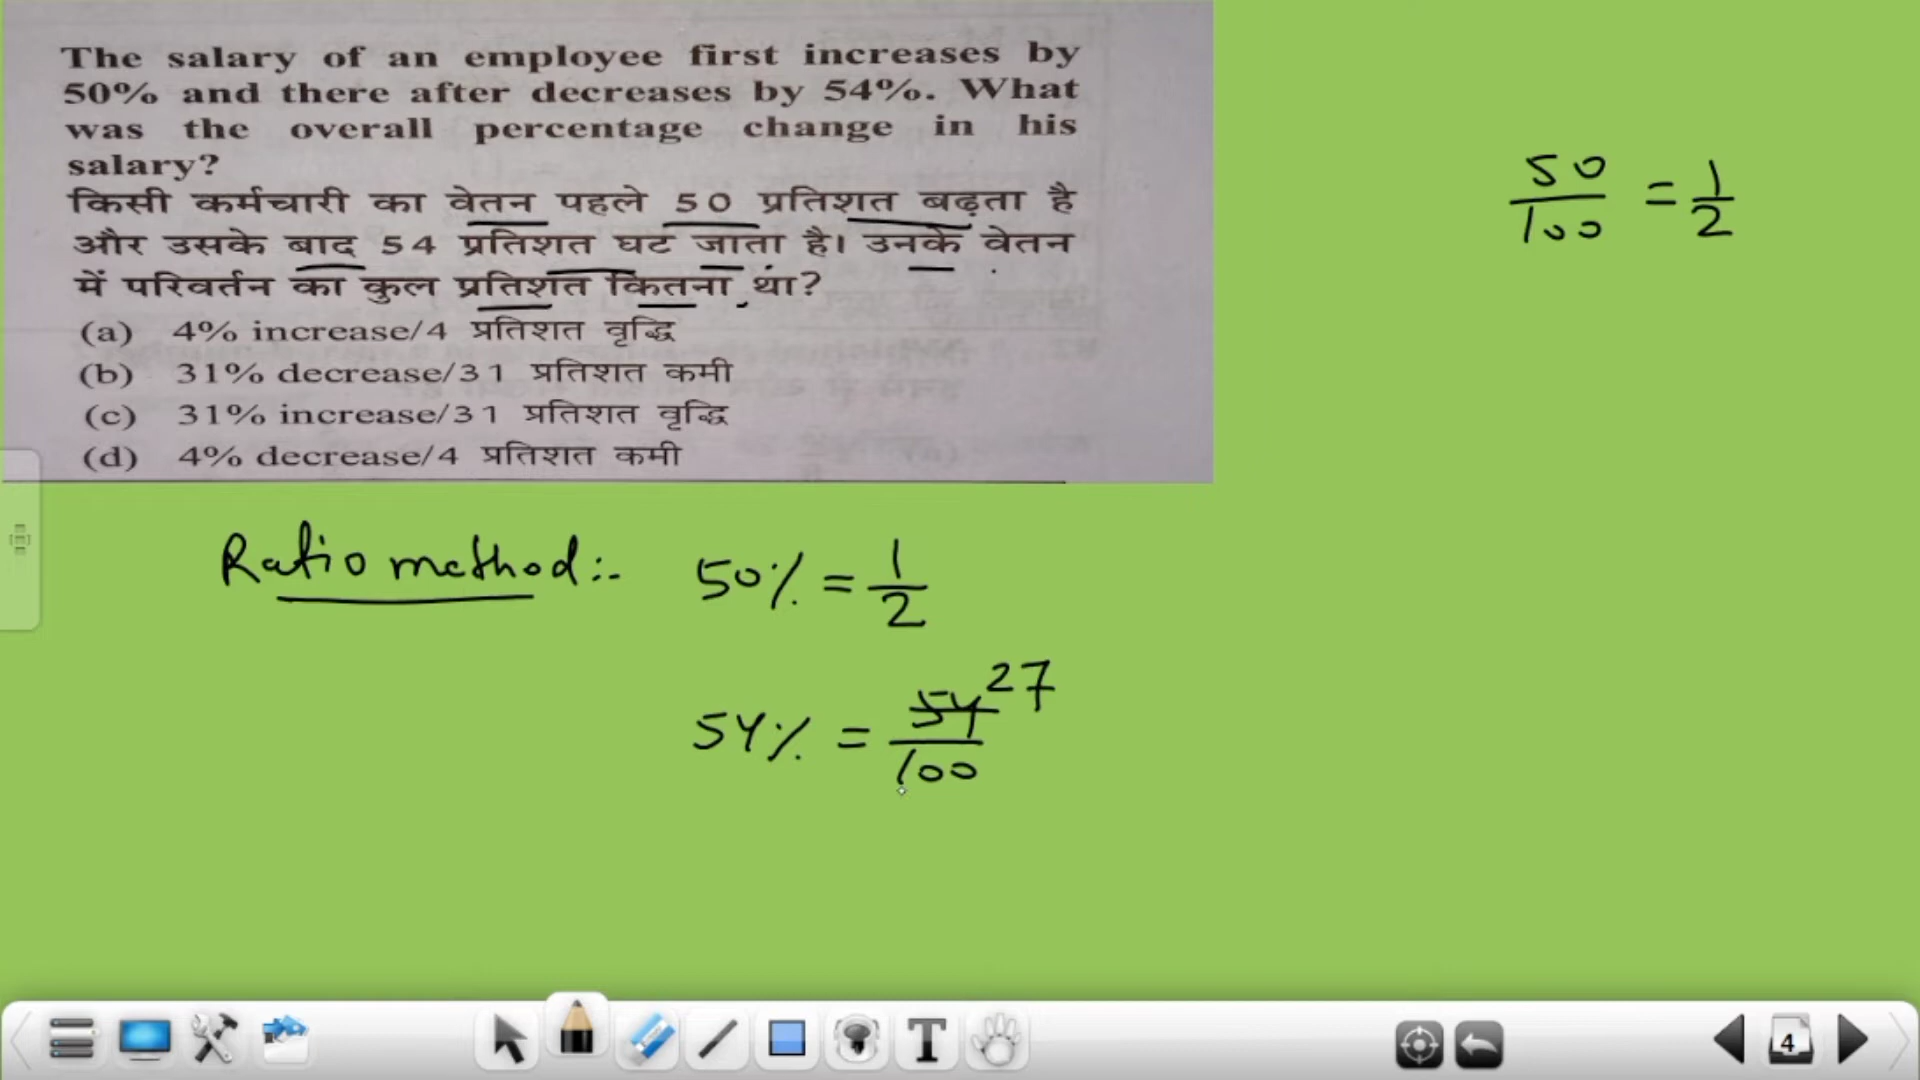 The salary of an employee first increases by
50% and there after decreases by 54%. What
was the overall percentage change in his
salary?
किसी कर्मचारी का वेतन पहले 50 प्रतिशत बढ़ता है
और उसके बाद 54 प्रतिशत घट जाता है। उनके वेतन
में परिवर्तन का कुल प्रतिशत कितना था?
(a) 4% increase/4 प्रतिशत वृद्धि
(b) 31% decrease/31 प्रतिशत कमी
(c) 31% increase/31 प्रतिशत वृद्धि
(d) 4% decrease/4 प्रतिशत कमी
50/100 = 1/2
Ratio method:- 50% = 1/2
54% = 54/100 27
T
4